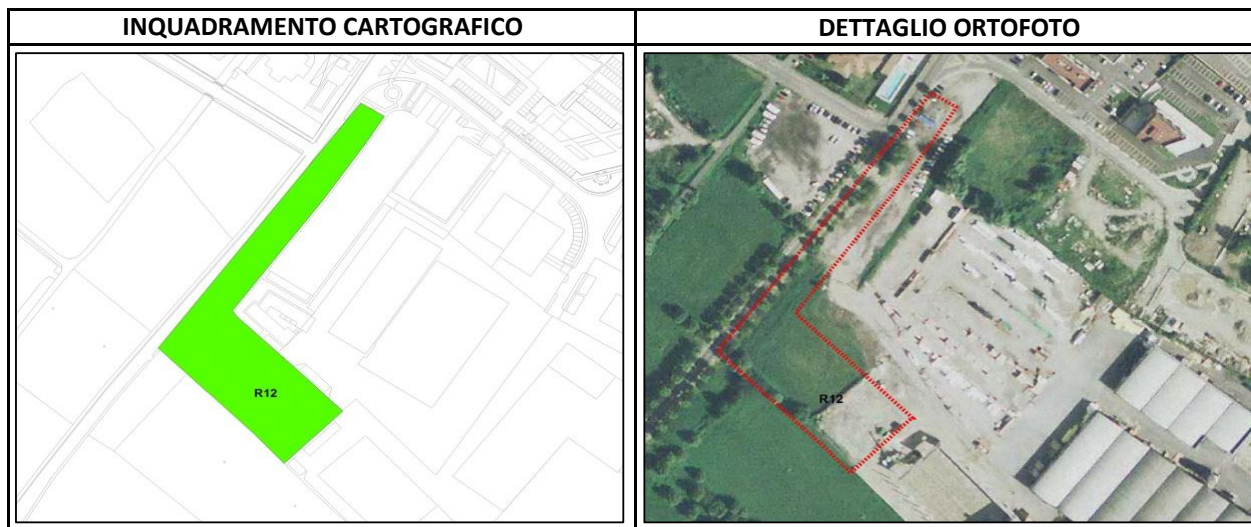 INQUADRAMENTO CARTOGRAFICO
DETTAGLIO ORTOFOTO
R12
R12